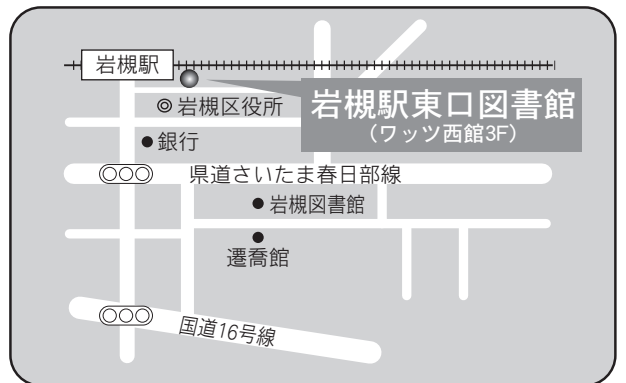 岩槻駅
◎岩槻区役所
岩槻駅東口図書館
（ワッツ西館3F）
●銀行
県道さいたま春日部線
●岩槻図書館
●
遷喬館
国道16号線